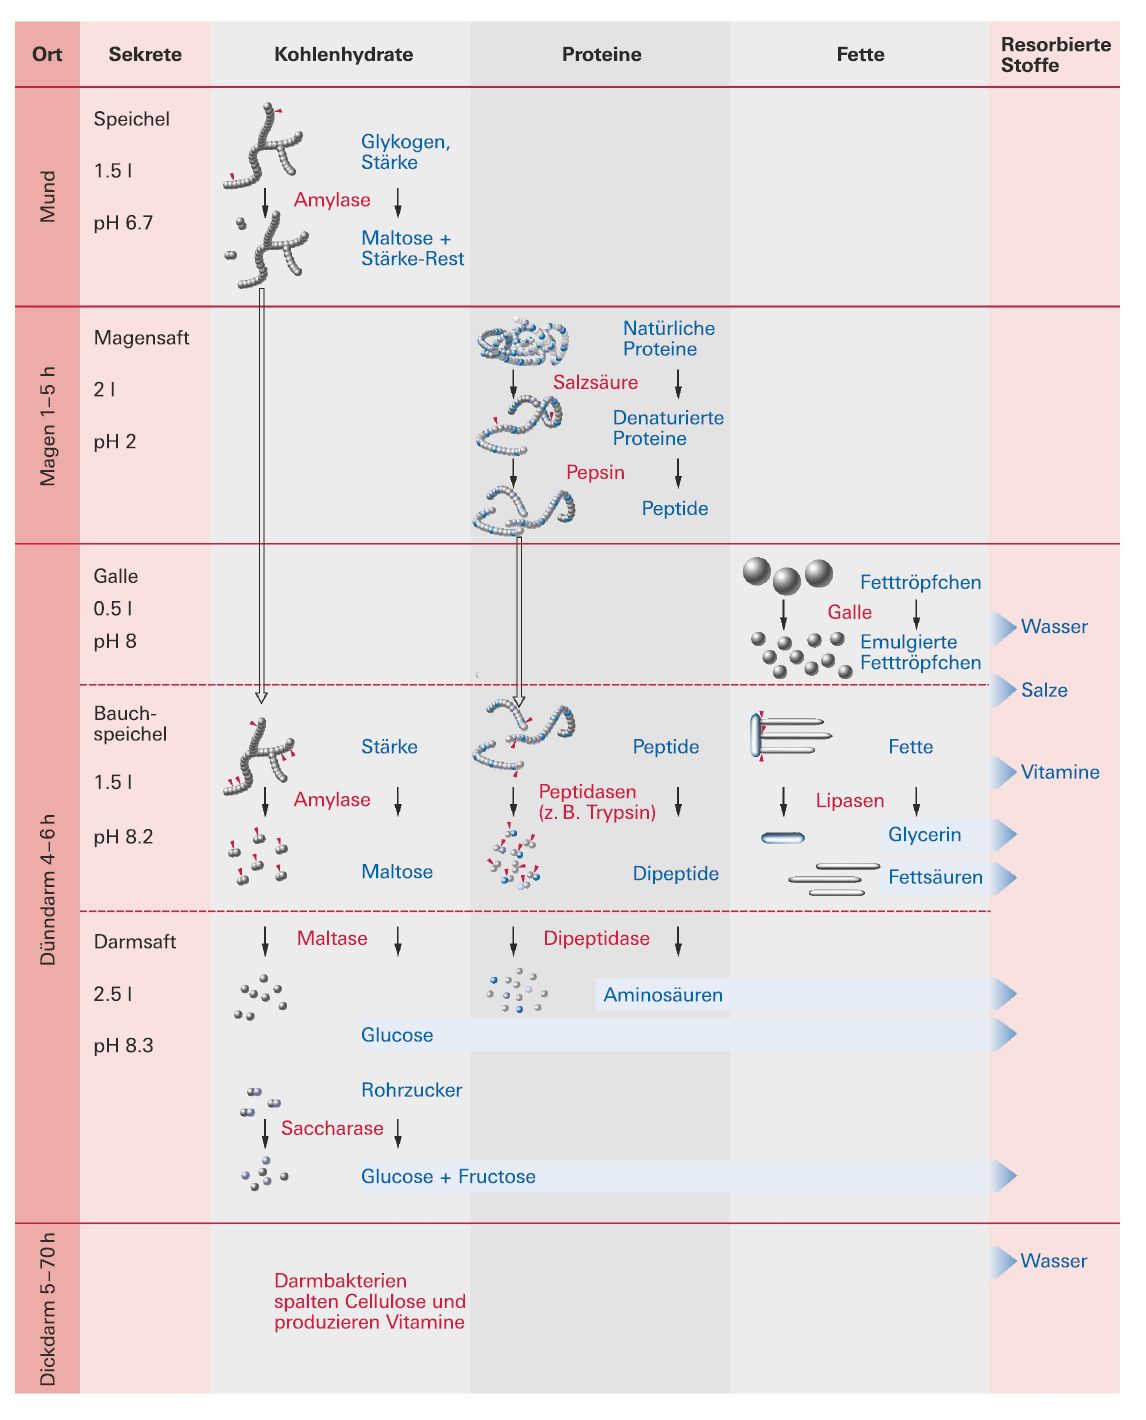 Ort
Sekrete
Kohlenhydrate
Proteine
Fette
Resorbierte
Stoffe
Mund
Speichel
1.5 l
pH 6.7
Glykogen,
Stärke
Amylase
Maltose +
Stärke-Rest
Magen 1–5 h
Magensaft
2 l
pH 2
Natürliche
Proteine
Salzsäure
Denaturierte
Proteine
Pepsin
Peptide
Dünndarm 4–6 h
Galle
0.5 l
pH 8
Fetttröpfchen
Galle
Emulgierte
Fetttröpfchen
Wasser
Salze
Bauch-
speichel
1.5 l
pH 8.2
Stärke
Amylase
Maltose
Peptide
Peptidasen
(z. B. Trypsin)
Dipeptide
Fette
Lipasen
Glycerin
Fettsäuren
Vitamine
Darmsaft
2.5 l
pH 8.3
Maltase
Dipeptidase
Aminosäuren
Glucose
Rohrzucker
Saccharase
Glucose + Fructose
Dickdarm 5–70 h
Darmbakterien
spalten Cellulose und
produzieren Vitamine
Wasser